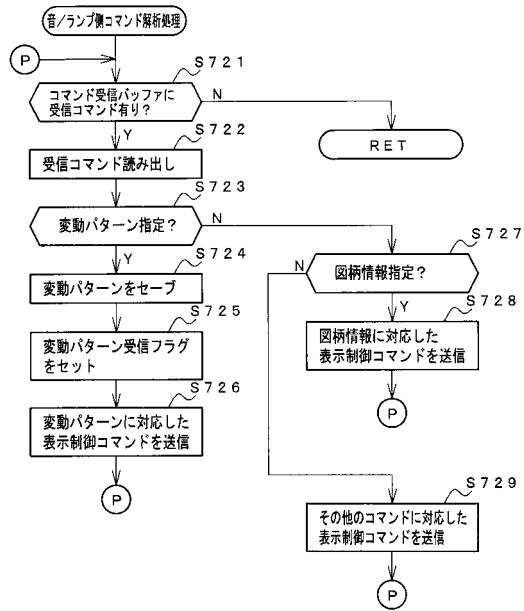 音／ランプ側コマンド解析処理
P
S721
コマンド受信バッファに
受信コマンド有り？
N
Y
RET
S722
受信コマンド読み出し
S723
変動パターン指定？
N
Y
S724
変動パターンをセーブ
S725
変動パターン受信フラグ
をセット
S726
変動パターンに対応した
表示制御コマンドを送信
P
S727
図柄情報指定？
N
Y
S728
図柄情報に対応した
表示制御コマンドを送信
P
S729
その他のコマンドに対応した
表示制御コマンドを送信
P